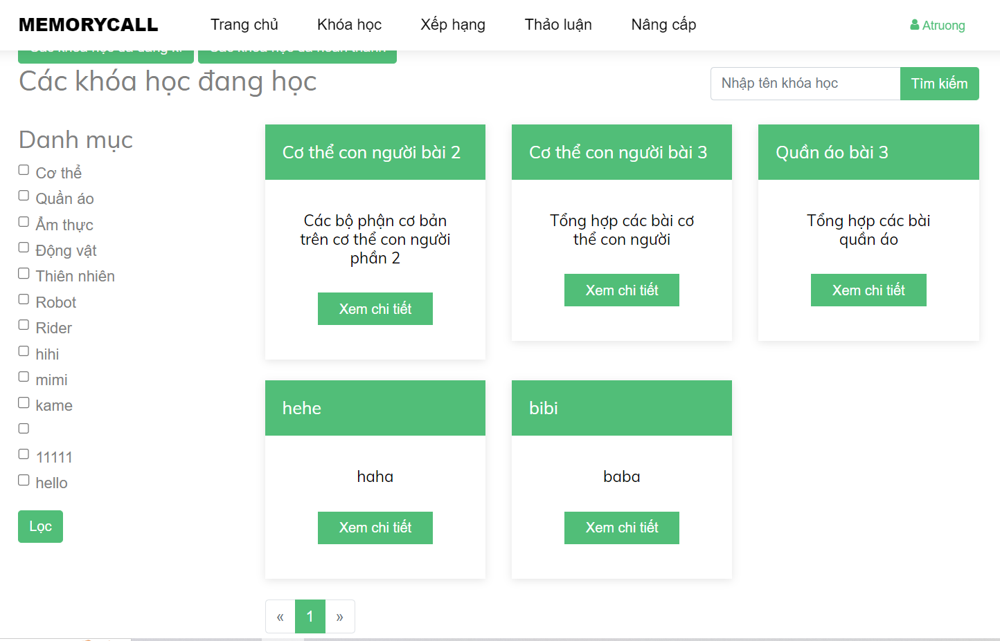 MEMORYCALL
Trang chủ
Khóa học
Xếp hạng
Thảo luận
Nâng cấp
Atruong
Các khóa học đang học
Nhập tên khóa học
Tìm kiếm
Danh mục
Cơ thể
Quần áo
Ẩm thực
Động vật
Thiên nhiên
Robot
Rider
hihi
mimi
kame
11111
hello
Lọc
Cơ thể con người bài 2
Các bộ phận cơ bản
trên cơ thể con người
phần 2
Xem chi tiết
Cơ thể con người bài 3
Tổng hợp các bài cơ
thể con người
Xem chi tiết
Quần áo bài 3
Tổng hợp các bài
quần áo
Xem chi tiết
hehe
haha
Xem chi tiết
bibi
baba
Xem chi tiết
« 1 »